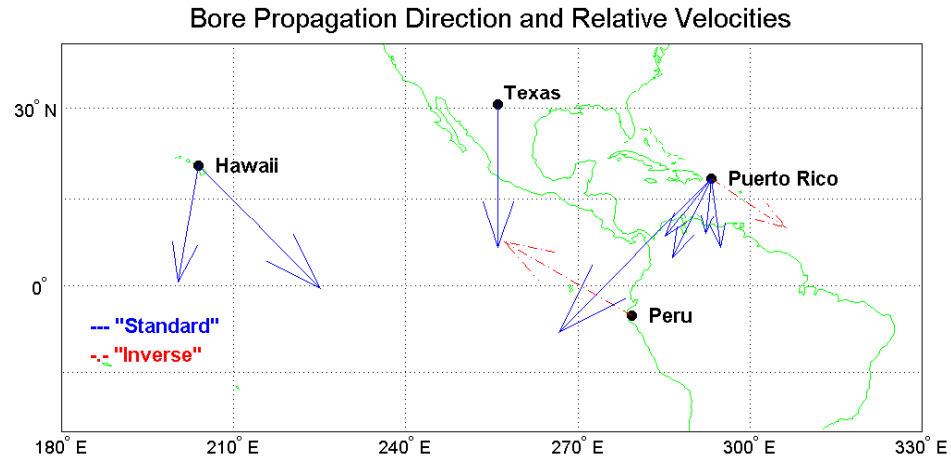 Bore Propagation Direction and Relative Velocities
30° N
0°
Texas
Hawaii
Puerto Rico
Peru
--- "Standard"
-.- "Inverse"
180° E
210° E
240° E
270° E
300° E
330° E